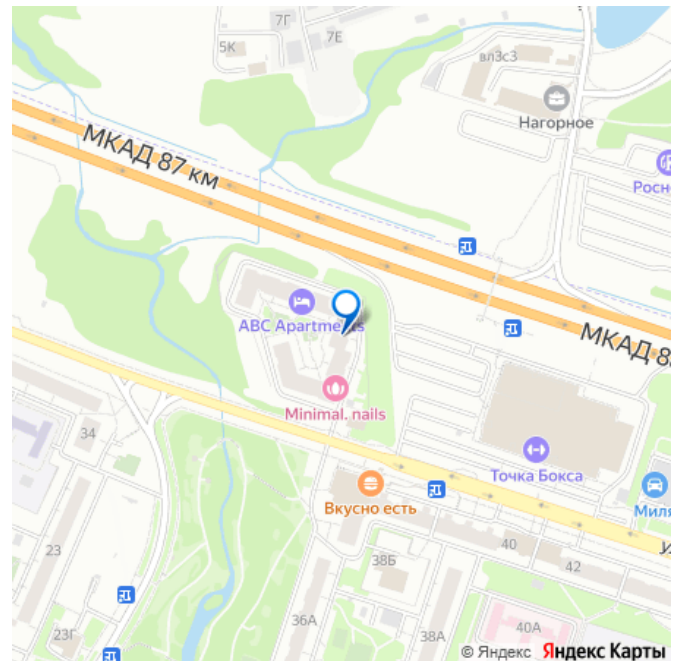 7Г
7Е
5К
вл3с3
Нагорное
МКАД 87 км
Росн
ABC Apartments
МКАД 8
Minimal. nails
34
Точка Бокса
Миля
Вкусно есть
23
40
42
38Б
36А
38А
40А
23Г
© Яндекс Яндекс Карты